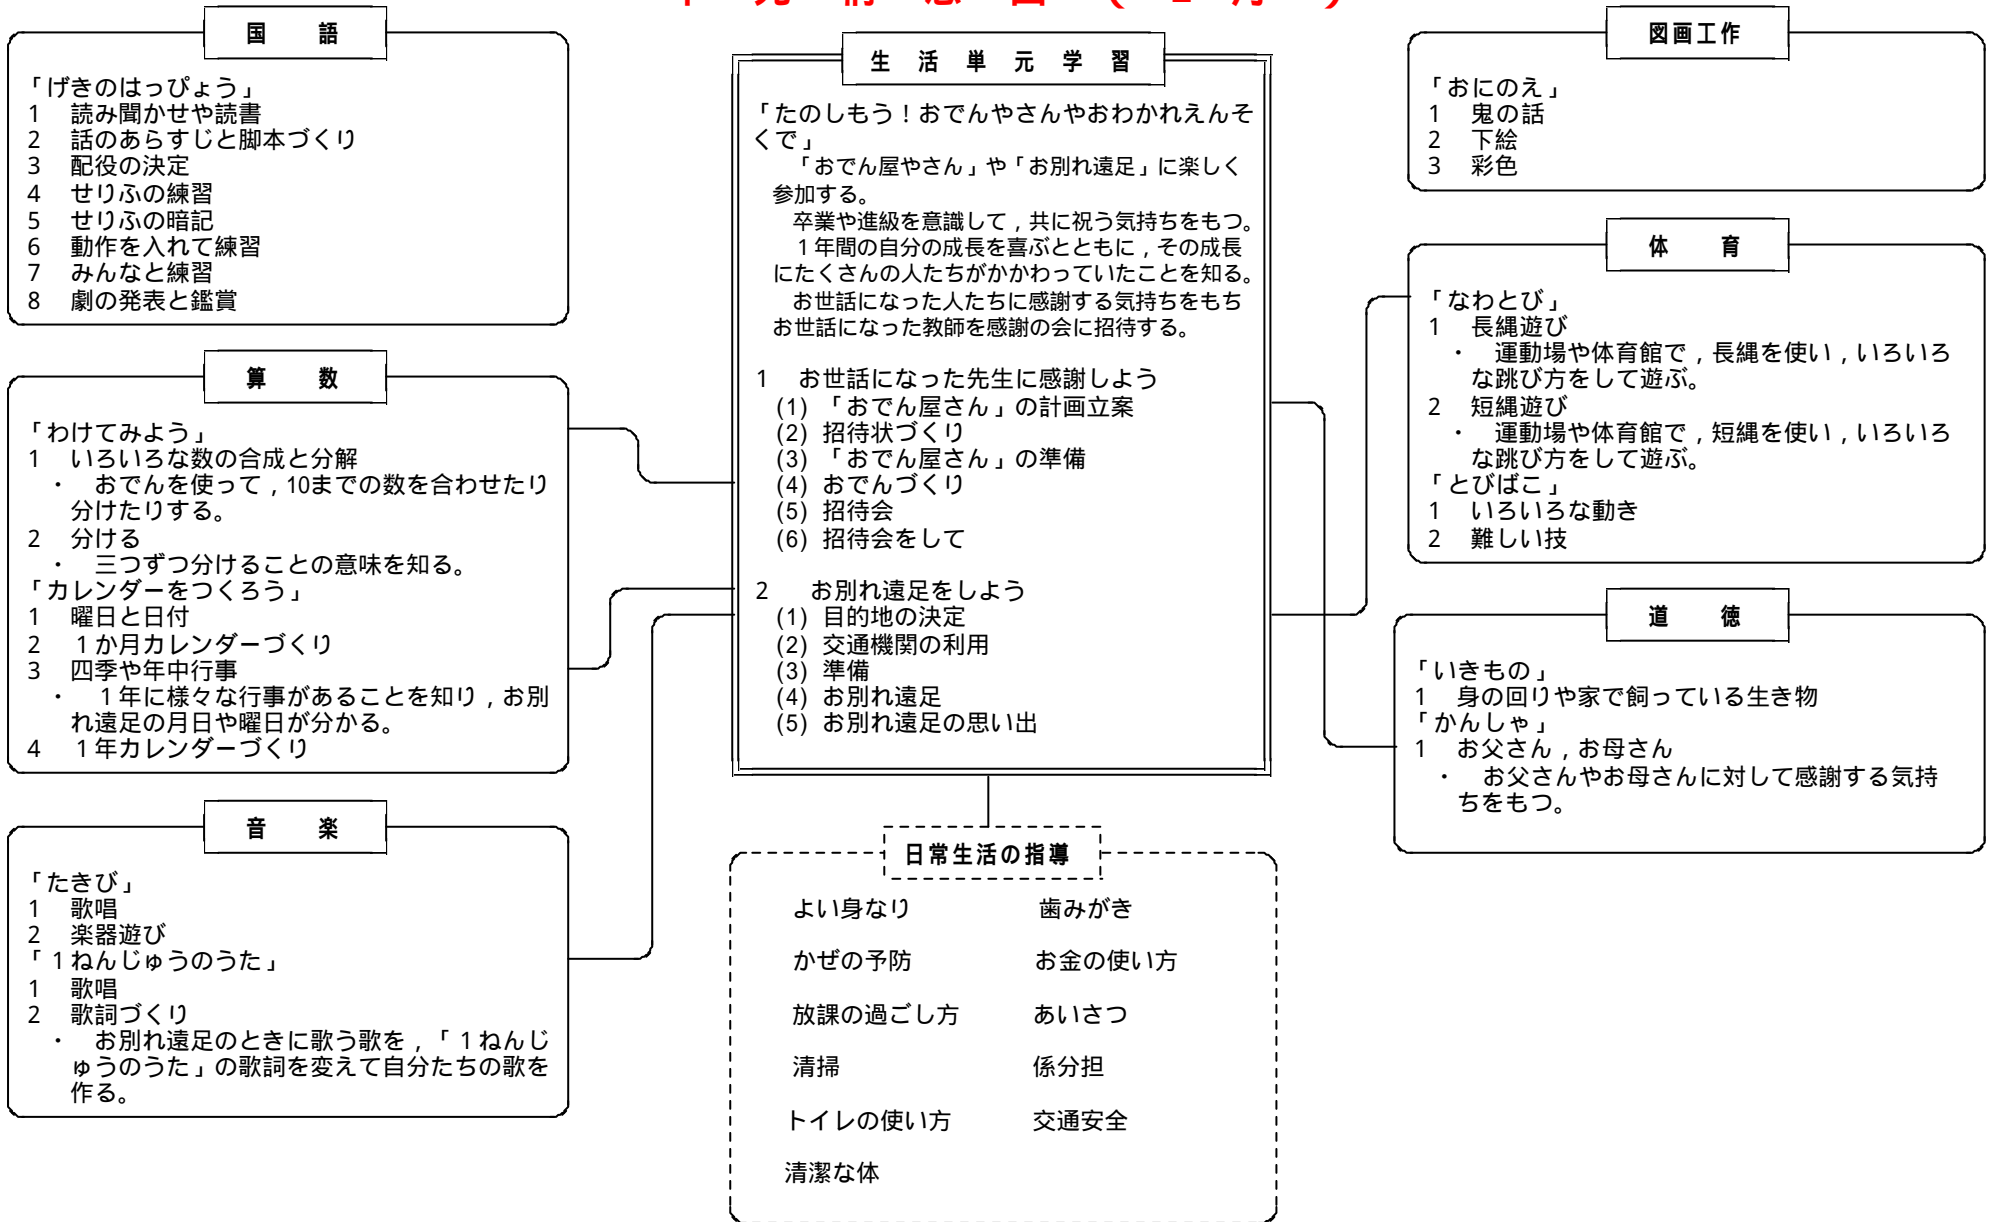 国語
「げきのはっぴょう」
1 読み聞かせや読書
2 話のあらすじと脚本づくり
3 配役の決定
4 せりふの練習
5 せりふの暗記
6 動作を入れて練習
7 みんなと練習
8 劇の発表と鑑賞
算数
「わけてみよう」
1 いろいろな数の合成と分解
・ おでんを使って，10までの数を合わせたり
分けたりする。
2 分ける
・ 三つずつ分けることの意味を知る。
「カレンダーをつくろう」
1 曜日と日付
2 １か月カレンダーづくり
3 四季や年中行事
・ １年に様々な行事があることを知り，お別
れ遠足の月日や曜日が分かる。
4 １年カレンダーづくり
音楽
「たきび」
1 歌唱
2 楽器遊び
「１ねんじゅうのうた」
1 歌唱
2 歌詞づくり
・ お別れ遠足のときに歌う歌を，「１ねんじ
ゅうのうた」の歌詞を変えて自分たちの歌を
作る。
生活単元学習
「たのしもう！おでんやさんやおわかれえんそ
くで」
「おでん屋やさん」や「お別れ遠足」に楽しく
参加する。
卒業や進級を意識して，共に祝う気持ちをもつ。
１年間の自分の成長を喜ぶとともに，その成長
にたくさんの人たちがかかわっていたことを知る。
お世話になった人たちに感謝する気持ちをもち
お世話になった教師を感謝の会に招待する。
1 お世話になった先生に感謝しよう
(1) 「おでん屋さん」の計画立案
(2) 招待状づくり
(3) 「おでん屋さん」の準備
(4) おでんづくり
(5) 招待会
(6) 招待会をして
2 お別れ遠足をしよう
(1) 目的地の決定
(2) 交通機関の利用
(3) 準備
(4) お別れ遠足
(5) お別れ遠足の思い出
日常生活の指導
よい身なり 歯みがき
かぜの予防 お金の使い方
放課の過ごし方 あいさつ
清掃 係分担
トイレの使い方 交通安全
清潔な体
図画工作
「おにのえ」
1 鬼の話
2 下絵
3 彩色
体育
「なわとび」
1 長縄遊び
・ 運動場や体育館で，長縄を使い，いろいろ
な跳び方をして遊ぶ。
2 短縄遊び
・ 運動場や体育館で，短縄を使い，いろいろ
な跳び方をして遊ぶ。
「とびばこ」
1 いろいろな動き
2 難しい技
道徳
「いきもの」
1 身の回りや家で飼っている生き物
「かんしゃ」
1 お父さん，お母さん
・ お父さんやお母さんに対して感謝する気持
ちをもつ。